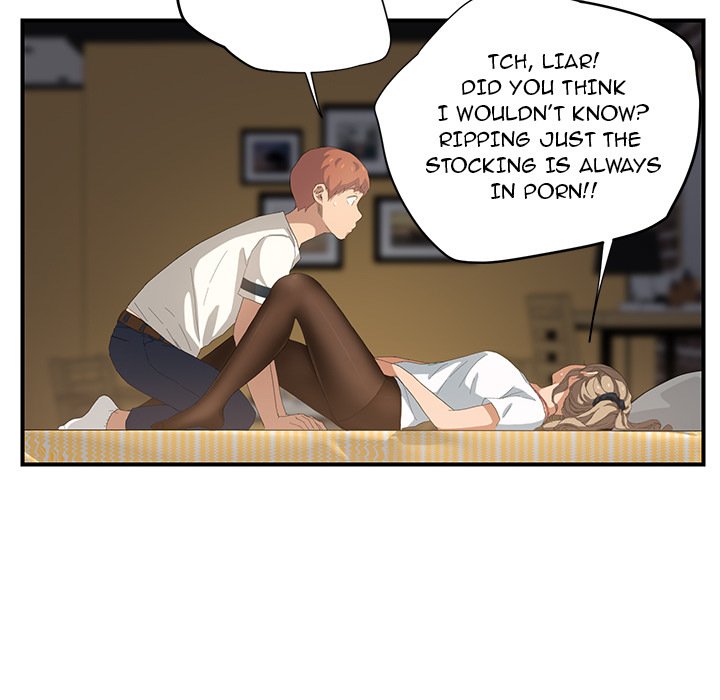 TCH, LIAR!
DID YOU THINK
I WOULDN'T KNOW?
RIPPING JUST THE
STOCKING IS ALWAYS
IN PORN!!